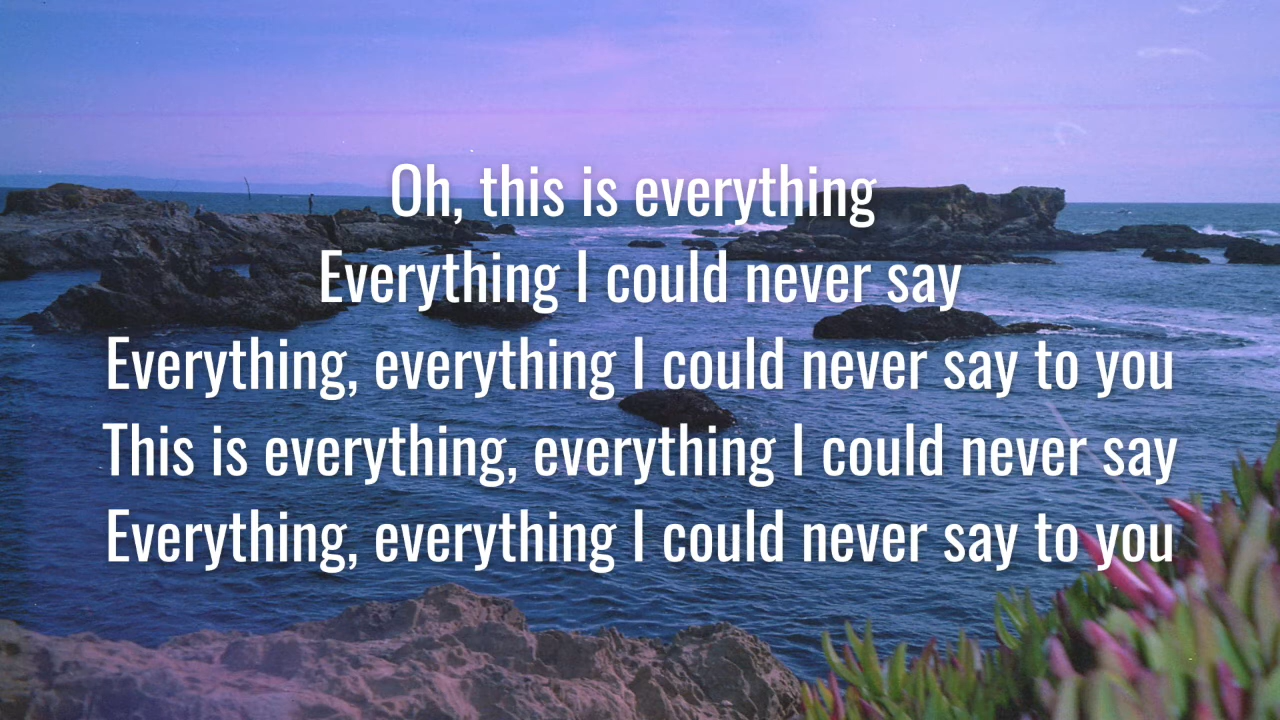 Oh, this is everything
Everything I could never say
Everything, everything I could never say to you
This is everything, everything I could never say
Everything, everything I could never say to you